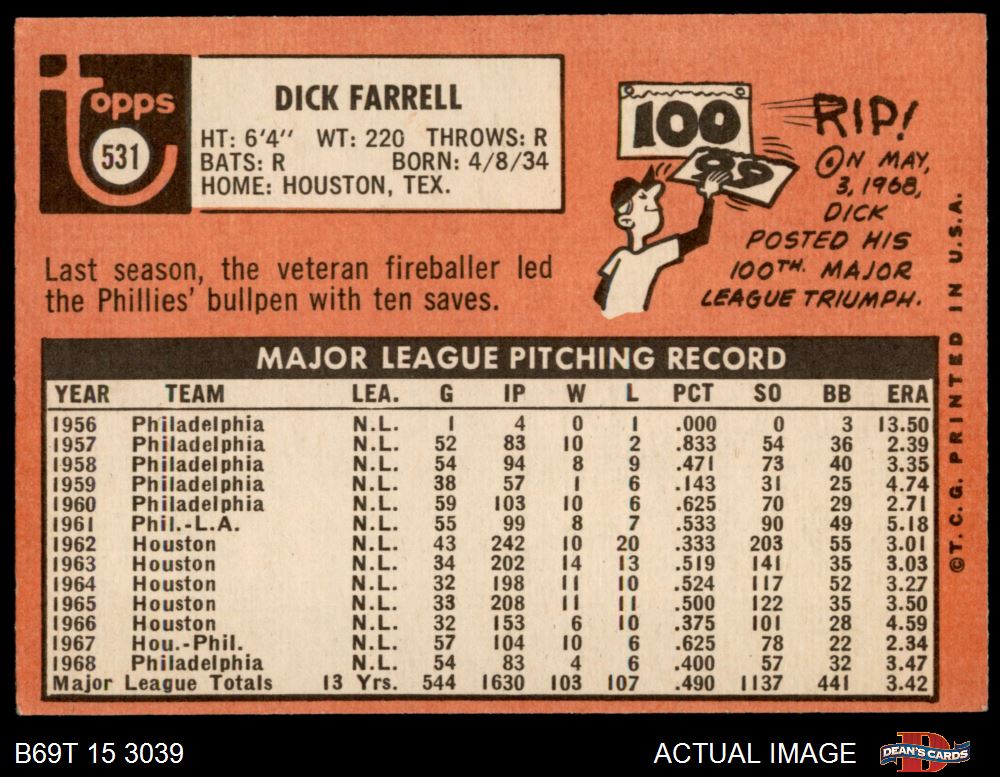 Topps
531
DICK FARRELL
HT: 6'4" WT: 220 THROWS: R
BATS: R BORN: 4/8/34
HOME: HOUSTON, TEX.
100
99
RIP!
ON MAY,
3, 1968,
DICK
POSTED HIS
100TH. MAJOR
LEAGUE TRIUMPH.
Last season, the veteran fireballer led
the Phillies' bullpen with ten saves.
MAJOR LEAGUE PITCHING RECORD
YEAR TEAM LEA. G IP W L PCT SO BB ERA
1956 Philadelphia N.L. 1 4 0 1 .000 0 3 13.50
1957 Philadelphia N.L. 52 83 10 2 .833 54 36 2.39
1958 Philadelphia N.L. 54 94 8 9 .471 73 40 3.35
1959 Philadelphia N.L. 38 57 1 6 .143 31 25 4.74
1960 Philadelphia N.L. 59 103 10 6 .625 70 29 2.71
1961 Phil.-L.A. N.L. 55 99 8 7 .533 90 49 5.18
1962 Houston N.L. 43 242 10 20 .333 203 55 3.01
1963 Houston N.L. 34 202 14 13 .519 141 35 3.03
1964 Houston N.L. 32 198 11 10 .524 117 52 3.27
1965 Houston N.L. 33 208 11 11 .500 122 35 3.50
1966 Houston N.L. 32 153 6 10 .375 101 28 4.59
1967 Hou.-Phil. N.L. 57 104 10 6 .625 78 22 2.34
1968 Philadelphia N.L. 54 83 4 6 .400 57 32 3.47
Major League Totals 13 Yrs. 544 1630 103 107 .490 1137 441 3.42
©T. C. G. PRINTED IN U.S.A.
B69T 15 3039
ACTUAL IMAGE
D
DEAN'S CARDS